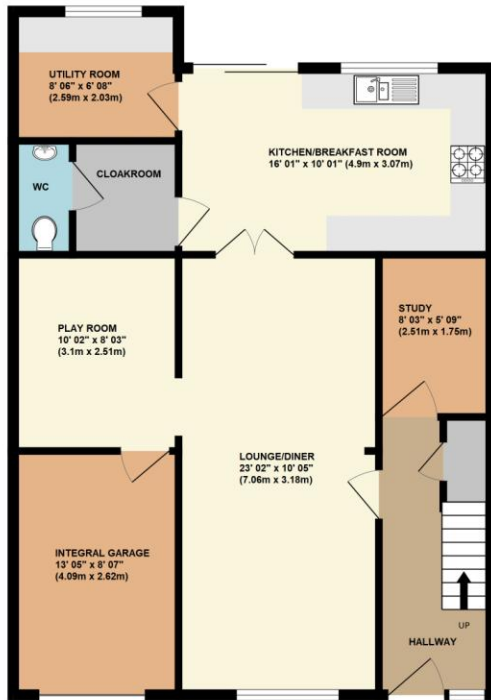 UTILITY ROOM
8' 06" x 6' 08"
(2.59m x 2.03m)
KITCHEN/BREAKFAST ROOM
16' 01" x 10' 01" (4.9m x 3.07m)
WC
CLOAKROOM
PLAY ROOM
10' 02" x 8' 03"
(3.1m x 2.51m)
STUDY
8' 03" x 5' 09"
(2.51m x 1.75m)
LOUNGE/DINER
23' 02" x 10' 05"
(7.06m x 3.18m)
INTEGRAL GARAGE
13' 05" x 8' 07"
(4.09m x 2.62m)
UP
HALLWAY